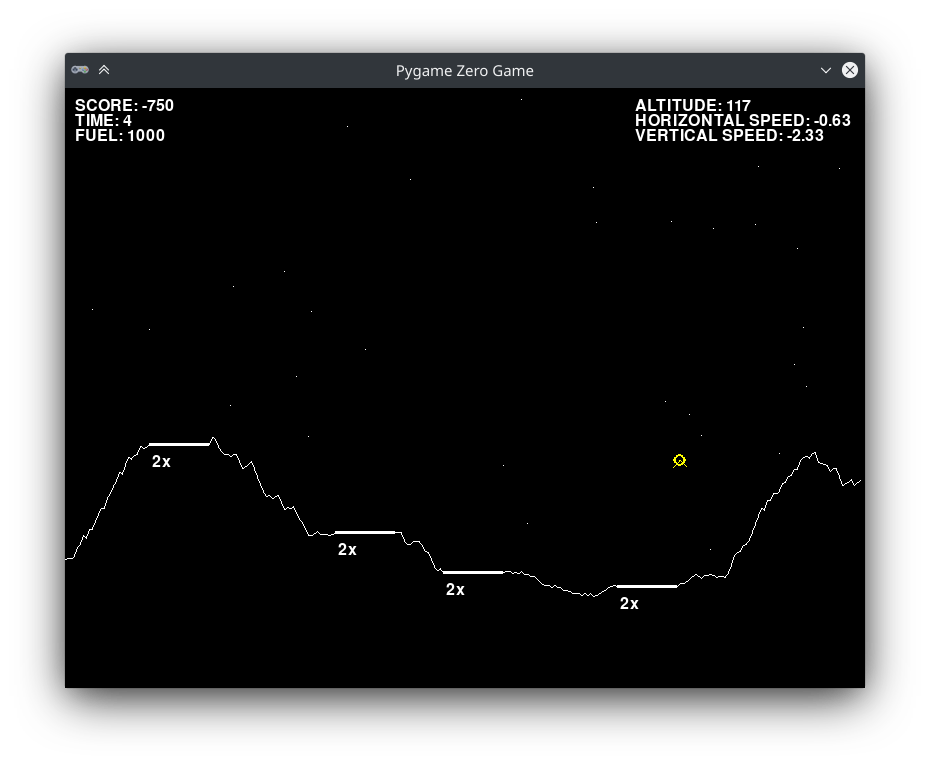 Pygame Zero Game
SCORE: -750
TIME: 4
FUEL: 1000
ALTITUDE: 117
HORIZONTAL SPEED: -0.63
VERTICAL SPEED: -2.33
2x
2x
2x
2x